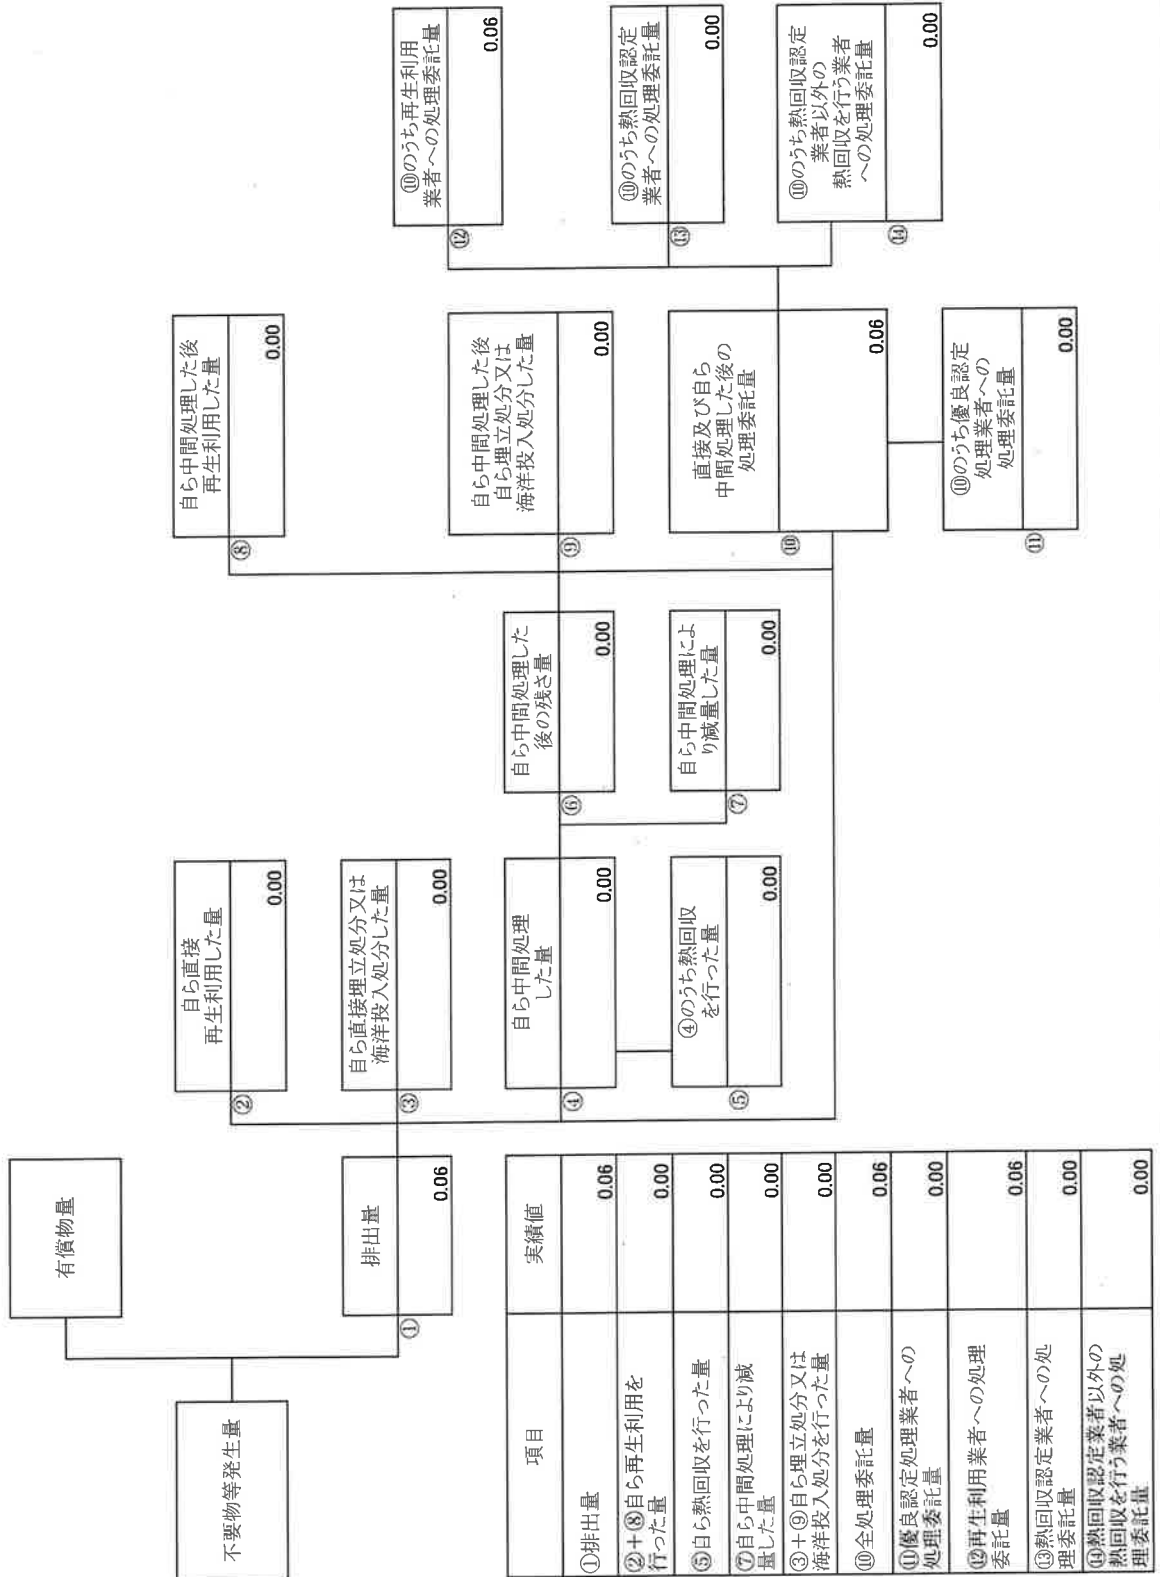 不要物等発生量
有償物量
排出量
①
0.06
自ら直接
再生利用した量
②
0.00
自ら直接埋立処分又は
海洋投入処分した量
③
0.00
自ら中間処理
した量
④
0.00
④のうち熱回収
を行った量
⑤
0.00
自ら中間処理した
後の残さ量
⑥
0.00
自ら中間処理によ
り減量した量
⑦
0.00
自ら中間処理した後
再生利用した量
⑧
0.00
自ら中間処理した後
自ら埋立処分又は
海洋投入処分した量
⑨
0.00
直接及び自ら
中間処理した後の
処理委託量
⑩
0.06
⑩のうち優良認定
処理業者への
処理委託量
⑪
0.00
⑩のうち再生利用
業者への処理委託量
⑫
0.06
⑩のうち熱回収認定
業者への処理委託量
⑬
0.00
⑩のうち熱回収認定
業者以外の
熱回収を行う業者
への処理委託量
⑭
0.00
項目 実績値
①排出量 0.06
②+⑧自ら再生利用を
行った量 0.00
⑤自ら熱回収を行った量 0.00
⑦自ら中間処理により減
量した量 0.00
③+⑨自ら埋立処分又は
海洋投入処分を行った量 0.00
⑩全処理委託量 0.06
⑪優良認定処理業者への
処理委託量 0.00
⑫再生利用業者への処理
委託量 0.06
⑬熱回収認定業者への処
理委託量 0.00
⑭熱回収認定業者以外の
熱回収を行う業者への処
理委託量 0.00